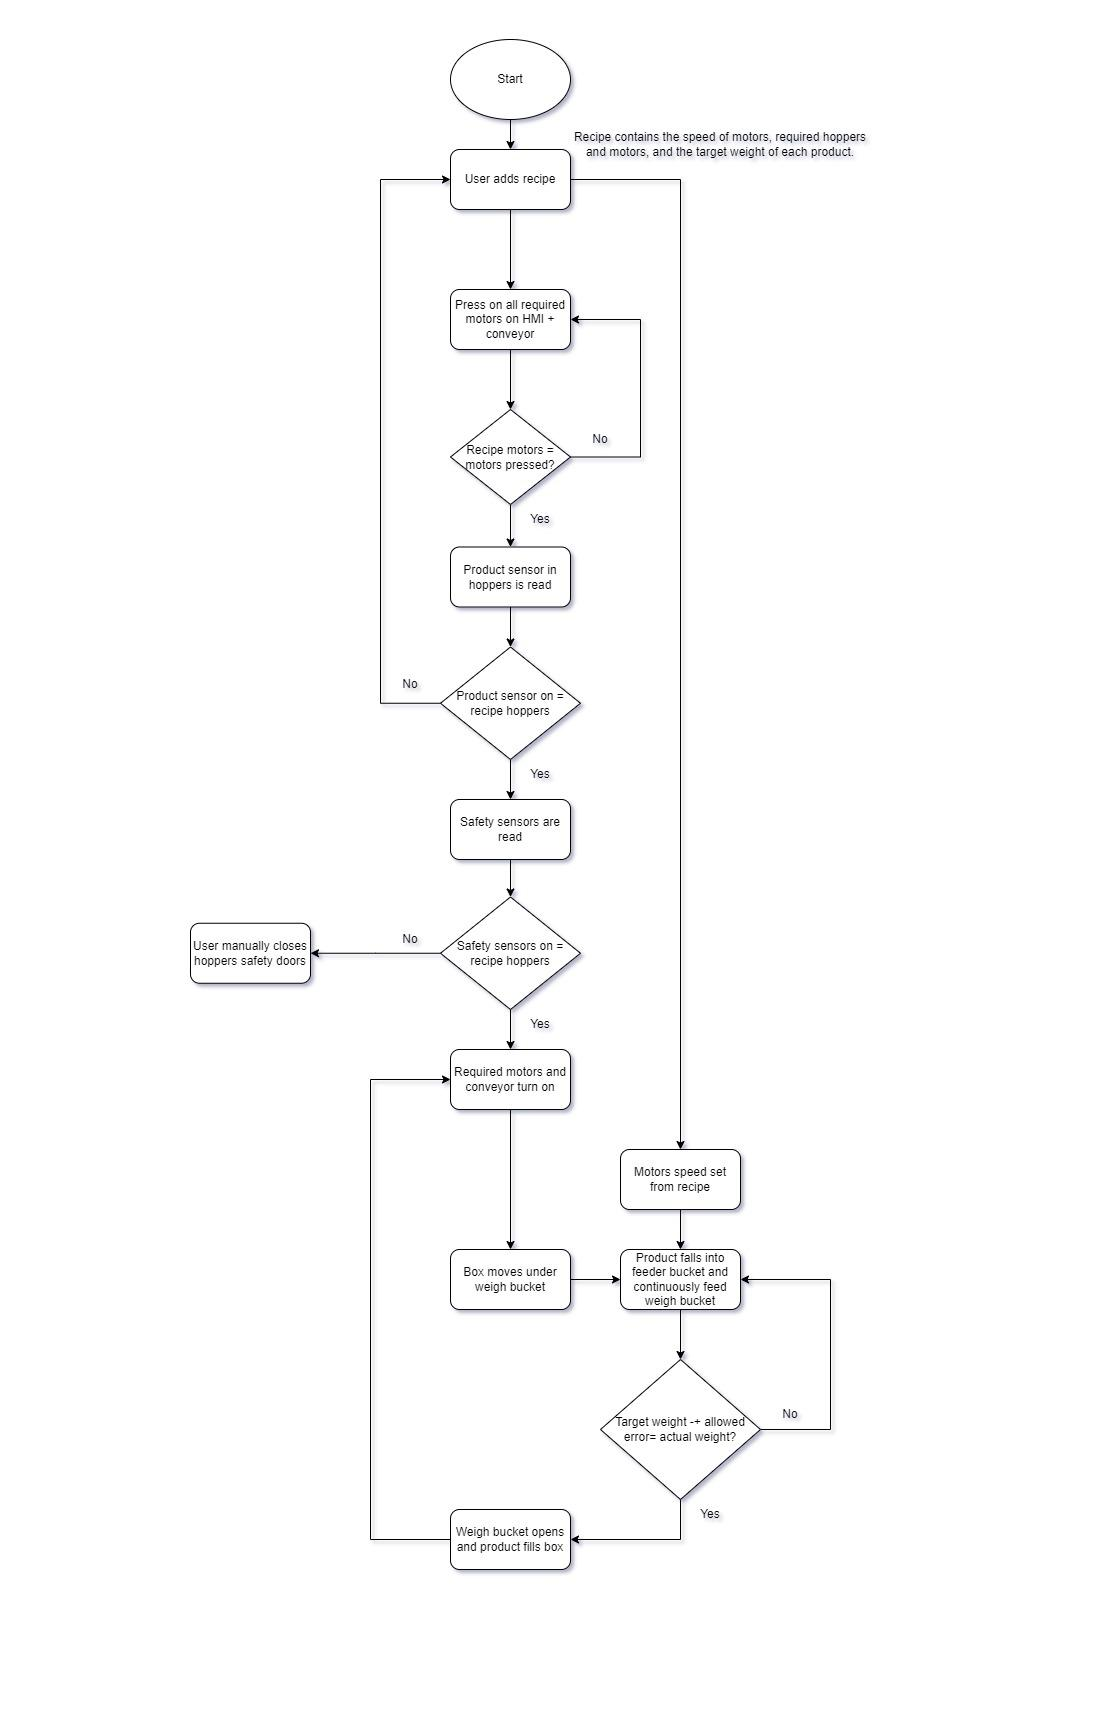 Start
Recipe contains the speed of motors, required hoppers
and motors, and the target weight of each product.
User adds recipe
Press on all required
motors on HMI +
conveyor
Recipe motors =
motors pressed?
No
Yes
Product sensor in
hoppers is read
Product sensor on =
recipe hoppers
No
Yes
Safety sensors are
read
Safety sensors on =
recipe hoppers
No
User manually closes
hoppers safety doors
Yes
Required motors and
conveyor turn on
Motors speed set
from recipe
Box moves under
weigh bucket
Product falls into
feeder bucket and
continuously feed
weigh bucket
Target weight -+ allowed
error= actual weight?
No
Yes
Weigh bucket opens
and product fills box